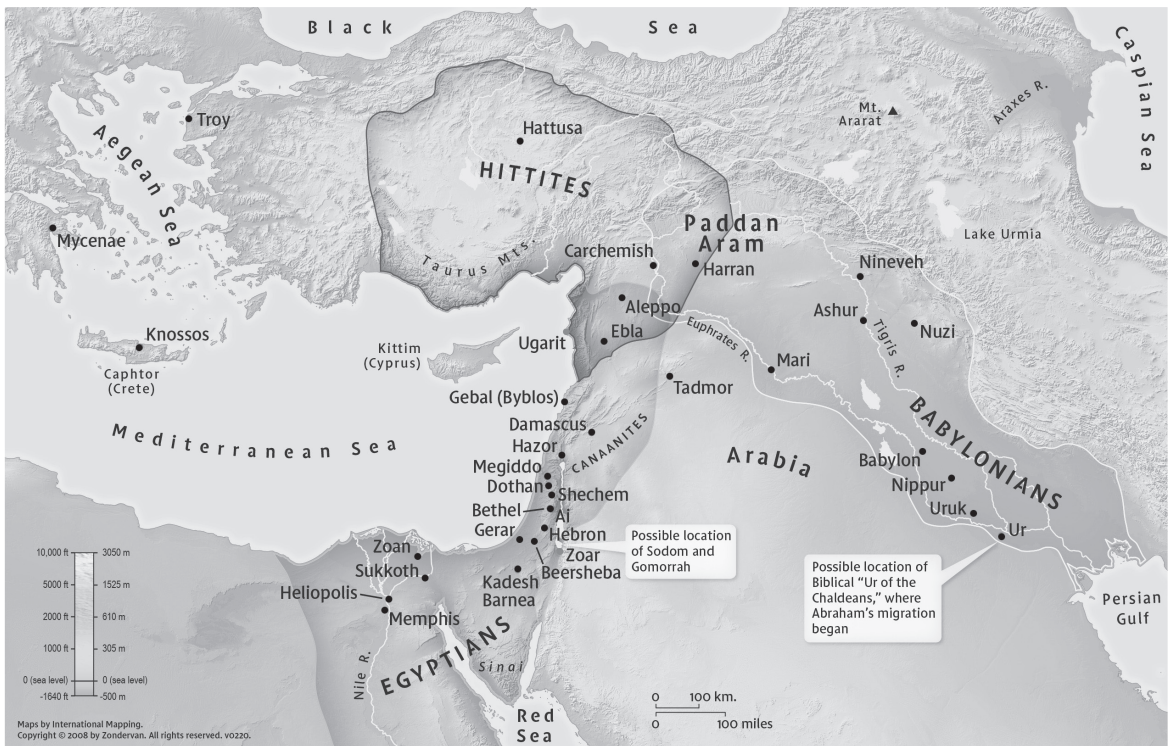 Black Sea
Caspian Sea
Araxes R.
Mt.
Ararat
Troy
Aegean Sea
Hattusa
HITTITES
Mycenae
Lake Urmia
Paddan
Aram
Taurus Mts.
Carchemish
Harran
Nineveh
Aleppo
Ashur
Nuzi
Tigris R.
Knossos
Caphtor
(Crete)
Kittim
(Cyprus)
Ugarit
Ebla
Euphrates R.
Mari
Tadmor
Gebal (Byblos)
Mediterranean Sea
Damascus
CANAANITES
Hazor
Megiddo
Dothan
Shechem
Bethel
Ai
Gerar
Hebron
Zoar
Beersheba
Kadesh
Barnea
Arabia
BABYLONIANS
Babylon
Nippur
Uruk
Ur
Possible location
of Sodom and
Gomorrah
Possible location of
Biblical “Ur of the
Chaldeans,” where
Abraham’s migration
began
Persian
Gulf
Zoan
Sukkoth
Heliopolis
Memphis
EGYPTIANS
Nile R.
Sinai
Red
Sea
10,000 ft 3050 m
5000 ft 1525 m
2000 ft 610 m
1000 ft 305 m
0 (sea level) 0 (sea level)
-1640 ft -500 m
0 100 km.
0 100 miles
Maps by International Mapping.
Copyright © 2008 by Zondervan. All rights reserved. v0220.